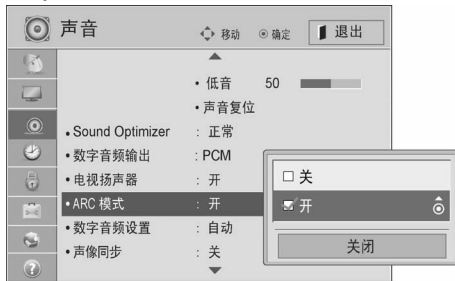 声音 移动 确定 退出
• 低音 50
• 声音复位
• Sound Optimizer : 正常
• 数字音频输出 : PCM
• 电视扬声器 : 开
• ARC 模式 : 开
• 数字音频设置 : 自动
• 声像同步 : 关
关
开
关闭